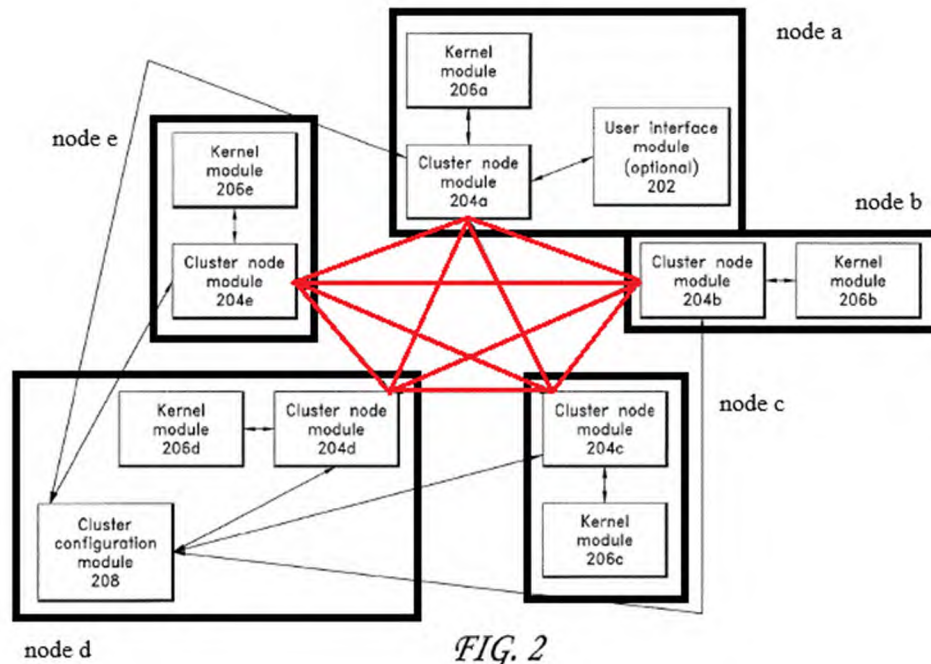 node a
Kernel
module
206a
User interface
module
(optional)
202
Cluster node
module
204a
node e
Kernel
module
206e
Cluster node
module
204e
node b
Cluster node
module
204b
Kernel
module
206b
node c
Kernel
module
206d
Cluster node
module
204d
Cluster node
module
204c
Cluster
configuration
module
208
Kernel
module
206c
node d
FIG. 2